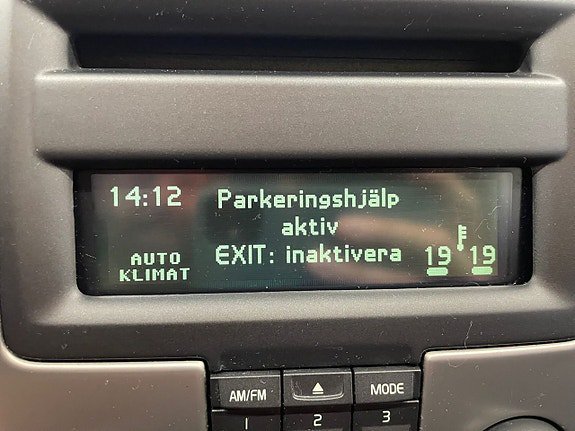 14:12
Parkeringshjälp
aktiv
EXIT: inaktivera
AUTO
KLIMAT
19 19
AM/FM
MODE
1 2 3